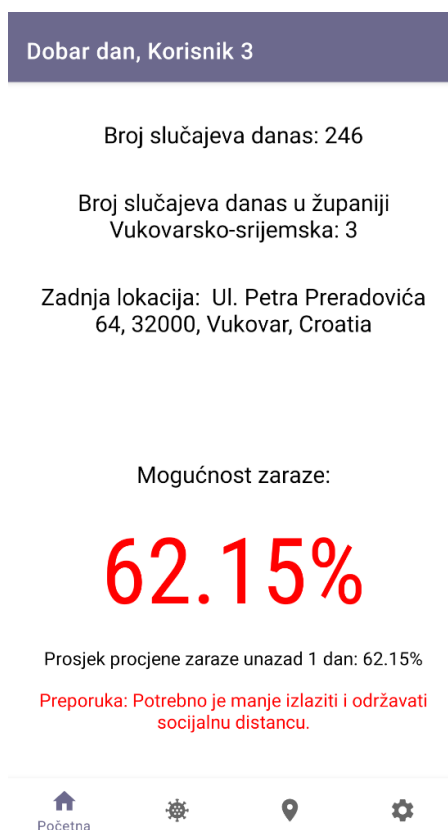 Dobar dan, Korisnik 3
Broj slučajeva danas: 246
Broj slučajeva danas u županiji
Vukovarsko-srijemska: 3
Zadnja lokacija:  Ul. Petra Preradovića
64, 32000, Vukovar, Croatia
Mogućnost zaraze:
62.15%
Prosjek procjene zaraze unazad 1 dan: 62.15%
Preporuka: Potrebno je manje izlaziti i održavati
socijalnu distancu.
Početna